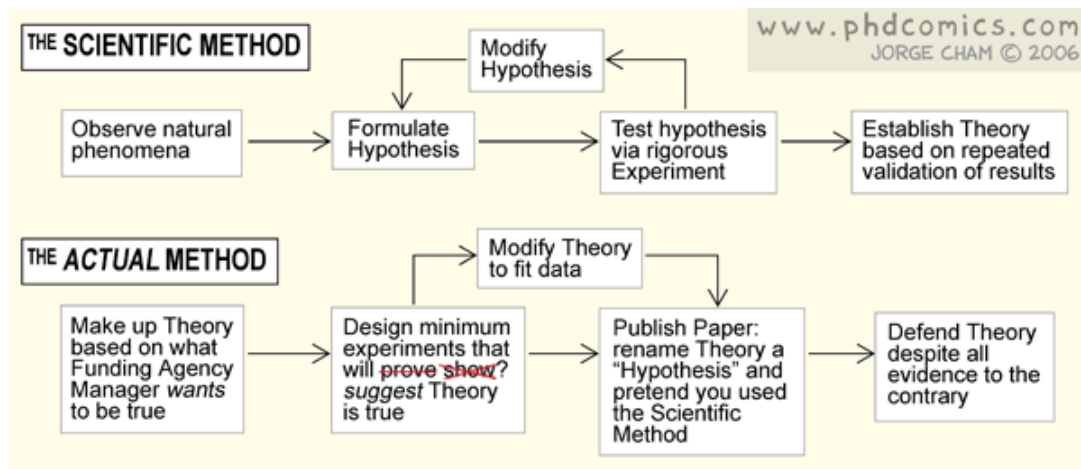 www.phdcomics.com
JORGE CHAM © 2006
THE SCIENTIFIC METHOD
Modify
Hypothesis
Observe natural
phenomena
Formulate
Hypothesis
Test hypothesis
via rigorous
Experiment
Establish Theory
based on repeated
validation of results
THE ACTUAL METHOD
Modify Theory
to fit data
Make up Theory
based on what
Funding Agency
Manager wants
to be true
Design minimum
experiments that
will prove show?
suggest Theory
is true
Publish Paper:
rename Theory a
“Hypothesis” and
pretend you used
the Scientific
Method
Defend Theory
despite all
evidence to the
contrary